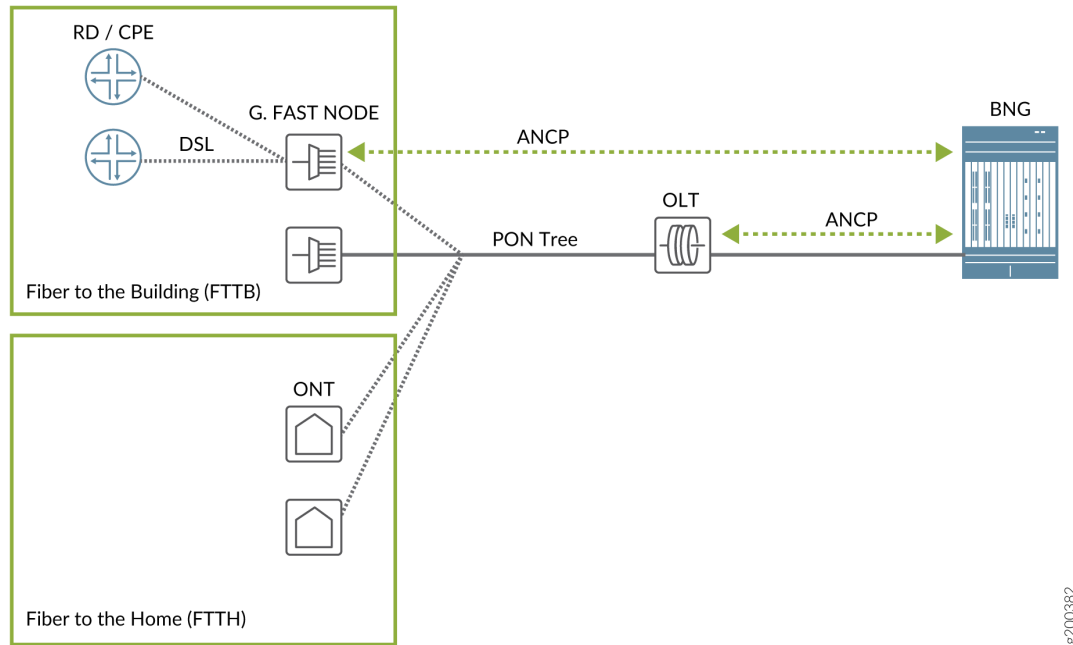 RD / CPE
G. FAST NODE
DSL
ANCP
BNG
OLT
ANCP
PON Tree
Fiber to the Building (FTTB)
ONT
Fiber to the Home (FTTH)
g200382